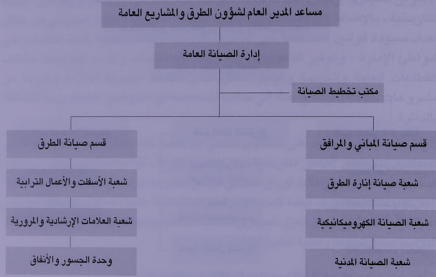 مساعد المدير العام لشؤون الطرق والمشاريع العامة
إدارة الصيانة العامة
مكتب تخطيط الصيانة
قسم صيانة المباني والمرافق
قسم صيانة الطرق
شعبة صيانة إنارة الطرق
شعبة الأسفلت والأعمال الترابية
شعبة الصيانة الكهروميكانيكية
شعبة العلامات الإرشادية والمرورية
شعبة الصيانة المدنية
وحدة الجسور والأنفاق